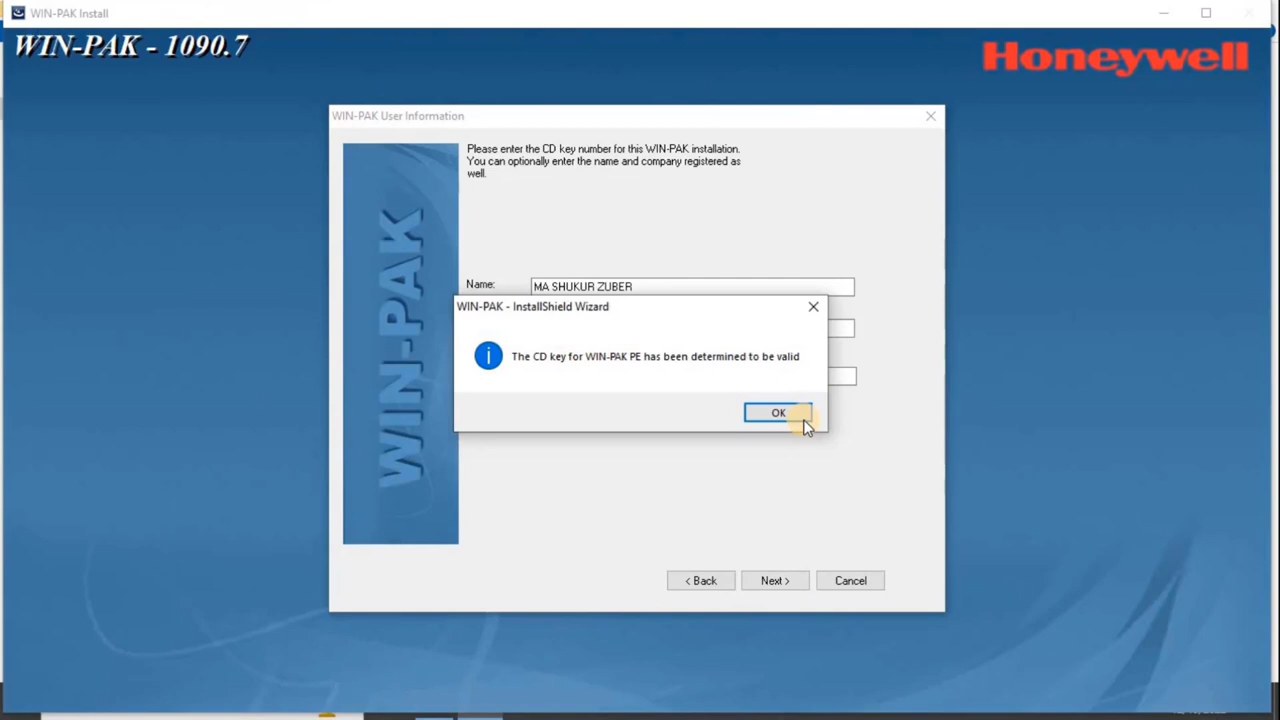 WIN-PAK Install
WIN-PAK - 1090.7
Honeywell
WIN-PAK User Information
Please enter the CD key number for this WIN-PAK installation.
You can optionally enter the name and company registered as
well.
WIN-PAK
Name:
MA SHUKUR ZUBER
WIN-PAK - InstallShield Wizard
The CD key for WIN-PAK PE has been determined to be valid
OK
< Back
Next >
Cancel